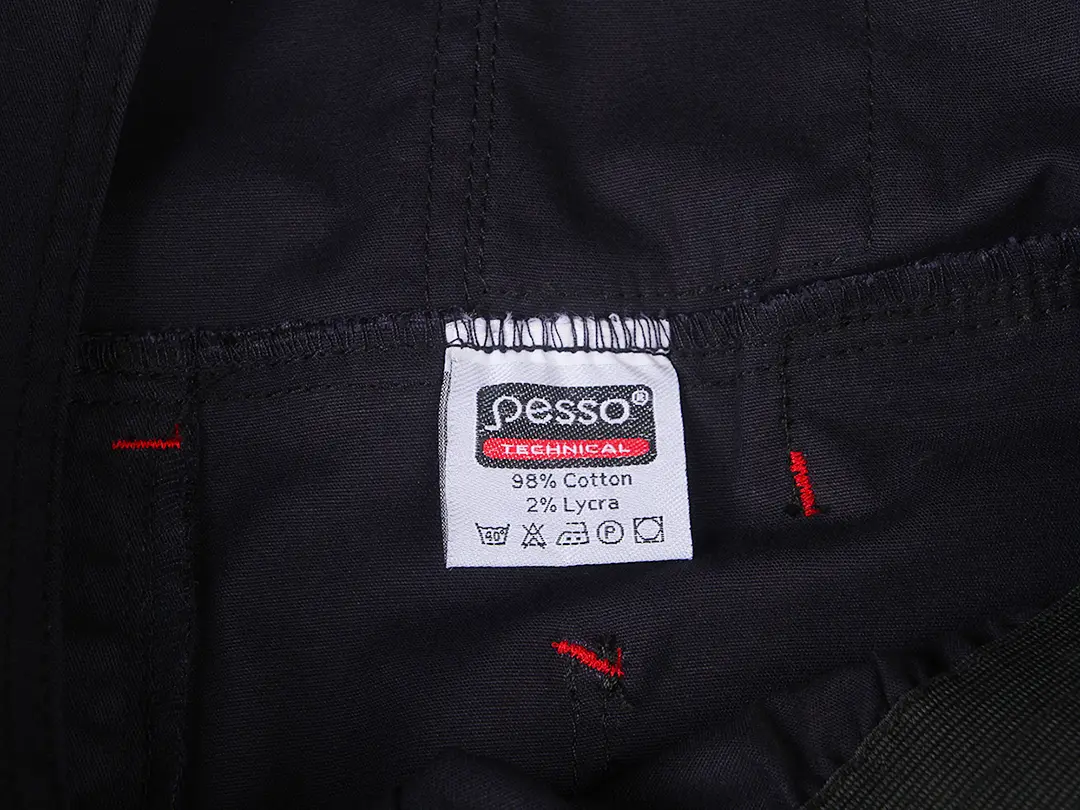 pesso®
TECHNICAL
98% Cotton
2% Lycra
40° P